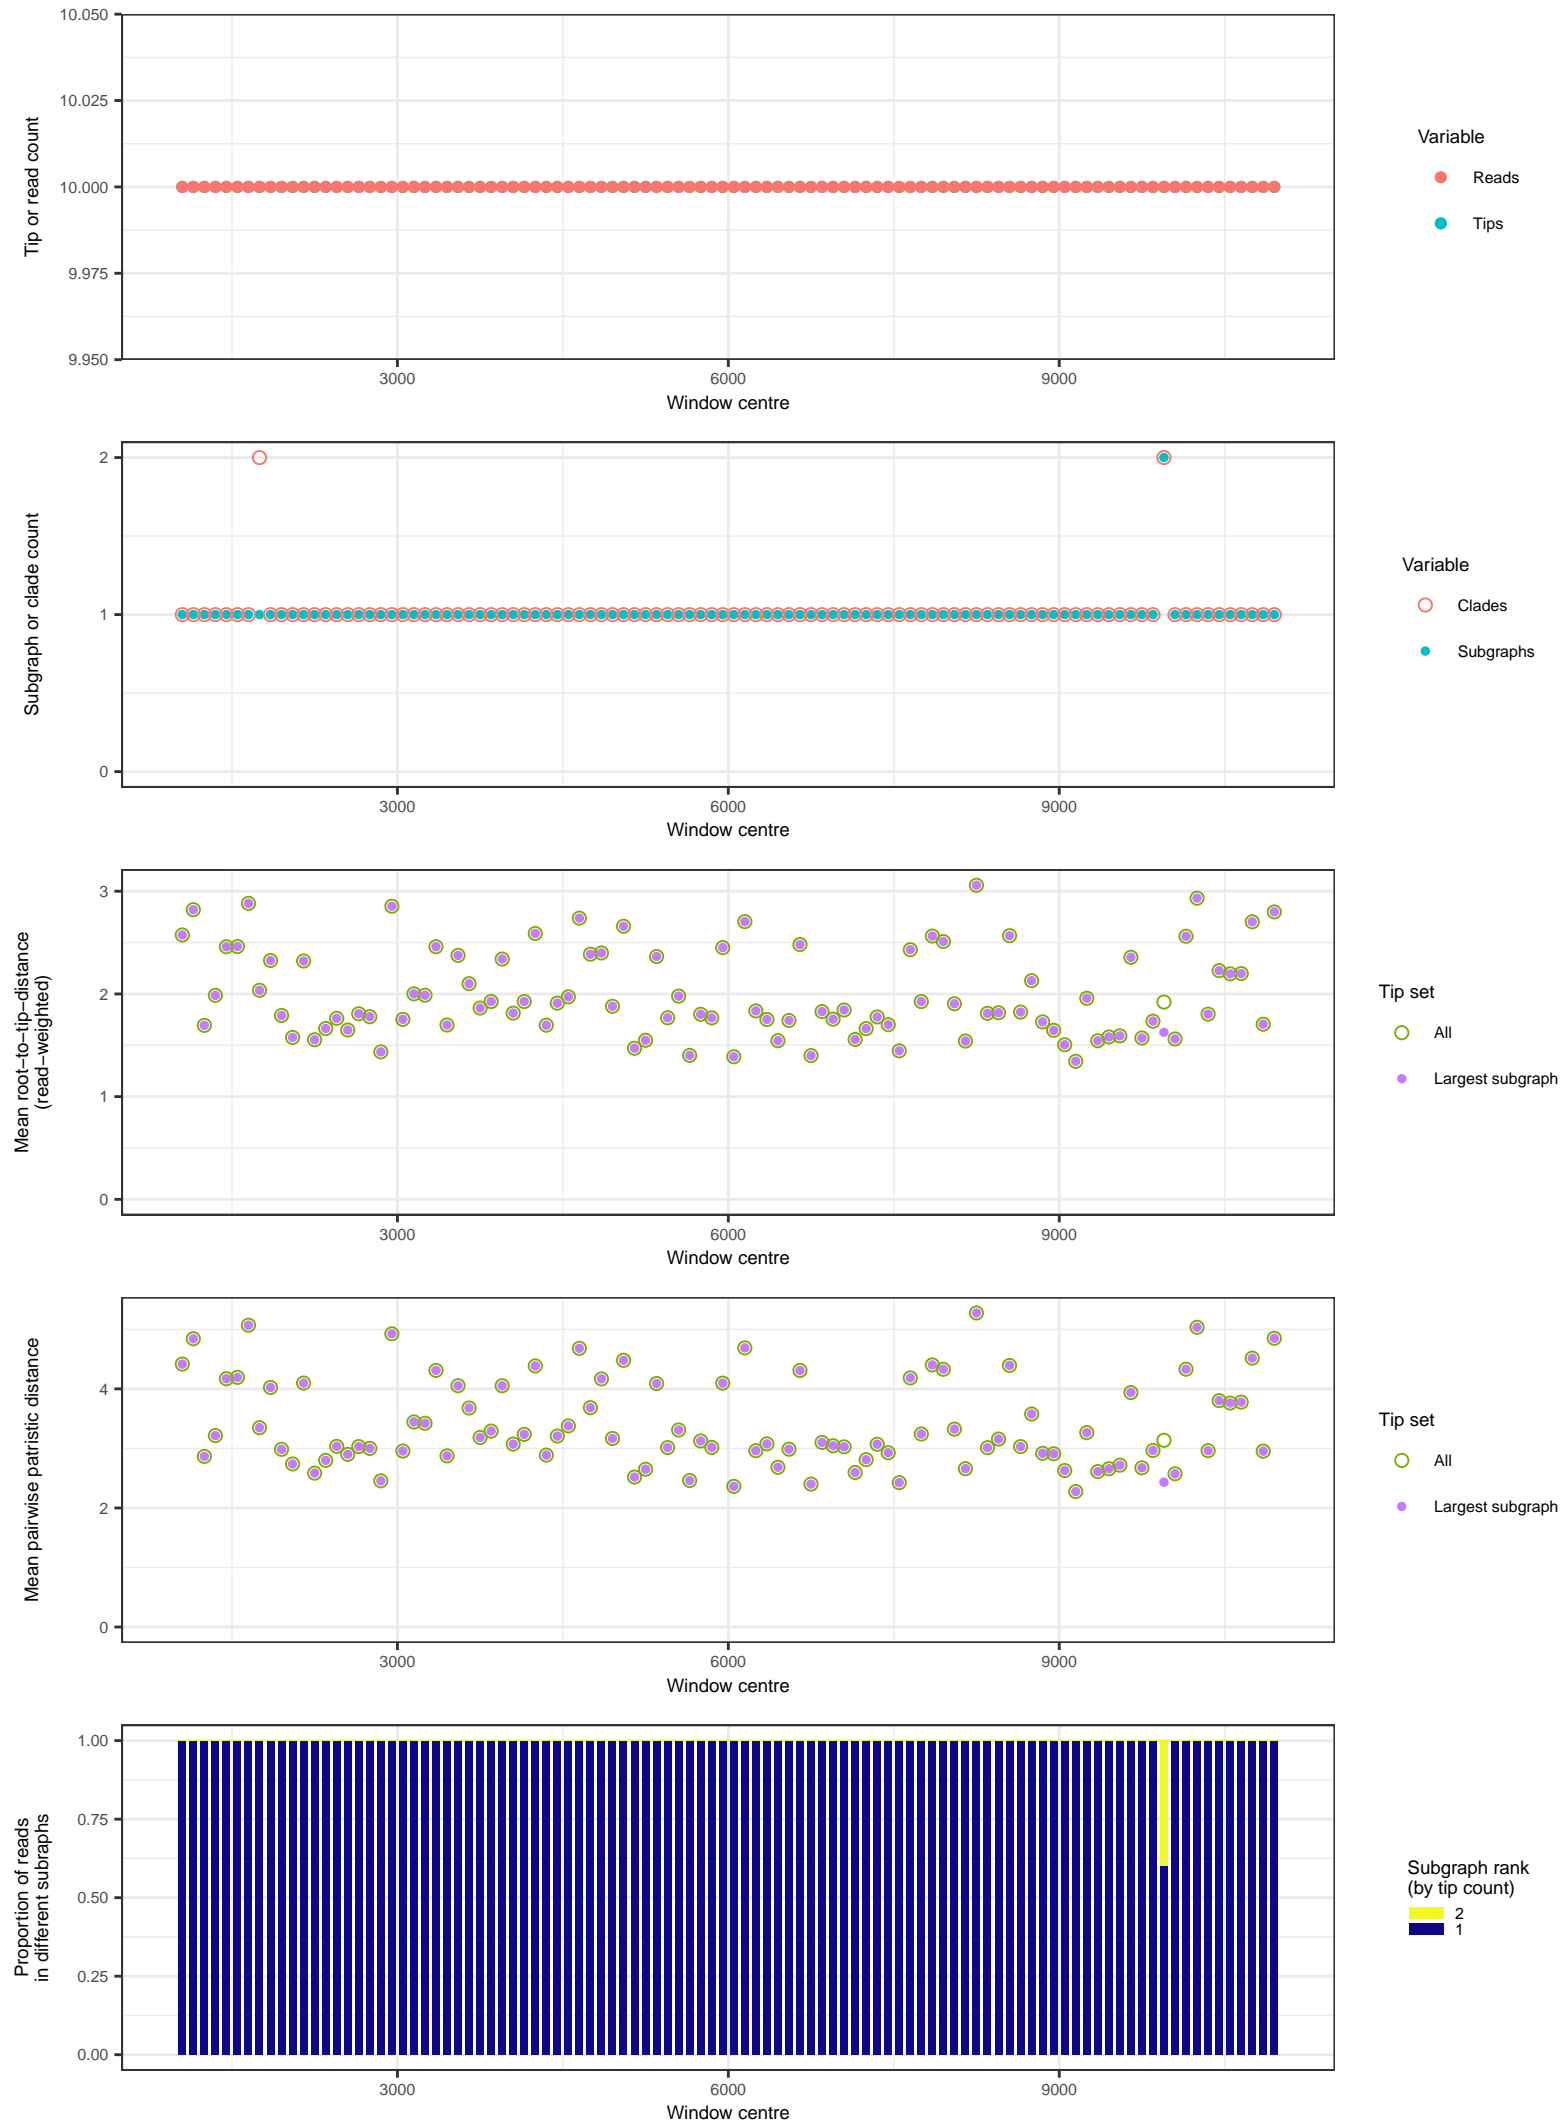 10.050
10.025
10.000
9.975
9.950
Tip or read count
3000
6000
9000
Window centre
Variable
Reads
Tips
2
1
0
Subgraph or clade count
3000
6000
9000
Window centre
Variable
Clades
Subgraphs
3
2
1
0
Mean root−to−tip−distance
(read−weighted)
3000
6000
9000
Window centre
Tip set
All
Largest subgraph
4
2
0
Mean pairwise patristic distance
3000
6000
9000
Window centre
Tip set
All
Largest subgraph
1.00
0.75
0.50
0.25
0.00
Proportion of reads
in different subraphs
3000
6000
9000
Window centre
Subgraph rank
(by tip count)
2
1